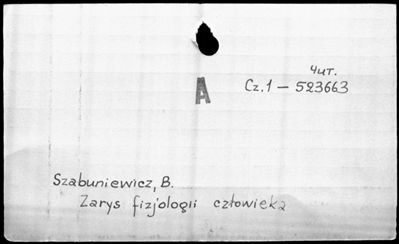 чит.
A
Cz.1 — 523663
Szabuniewicz, B.
Zarys fizjologii człowieka